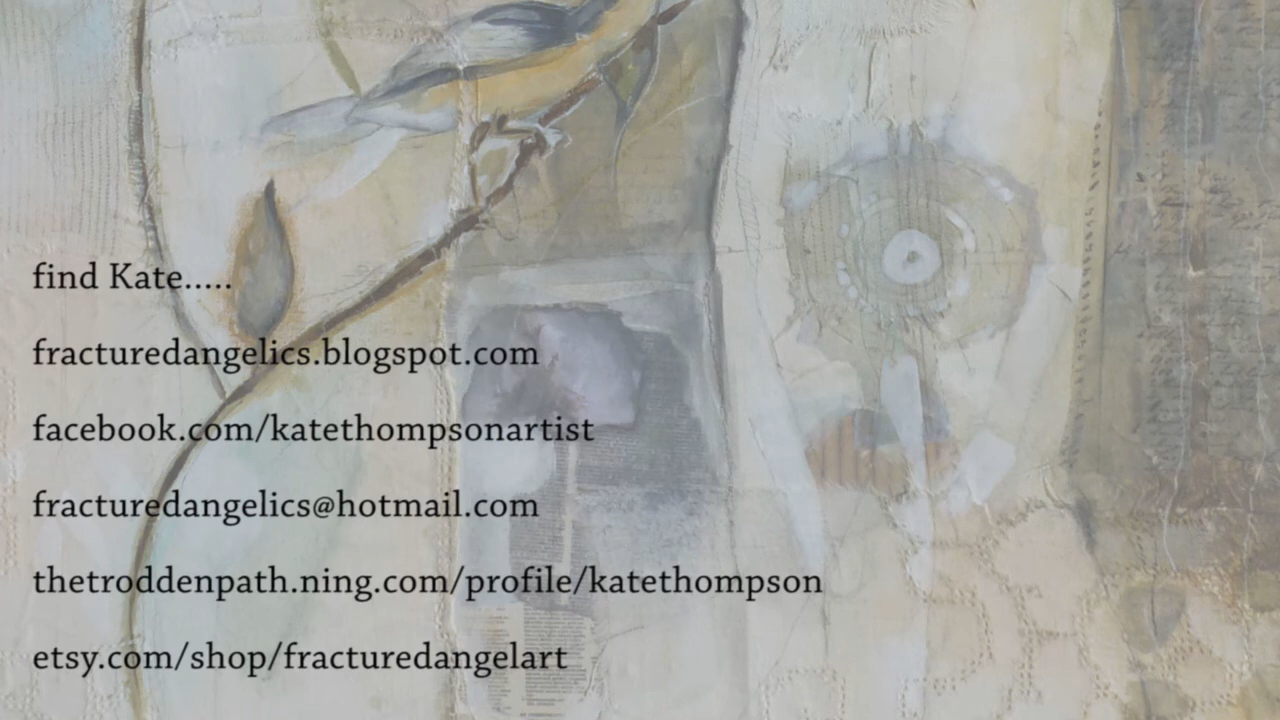 find Kate.....
fracturedangelics.blogspot.com
facebook.com/katethompsonartist
fracturedangelics@hotmail.com
thetroddenpath.ning.com/profile/katethompson
etsy.com/shop/fracturedangelart